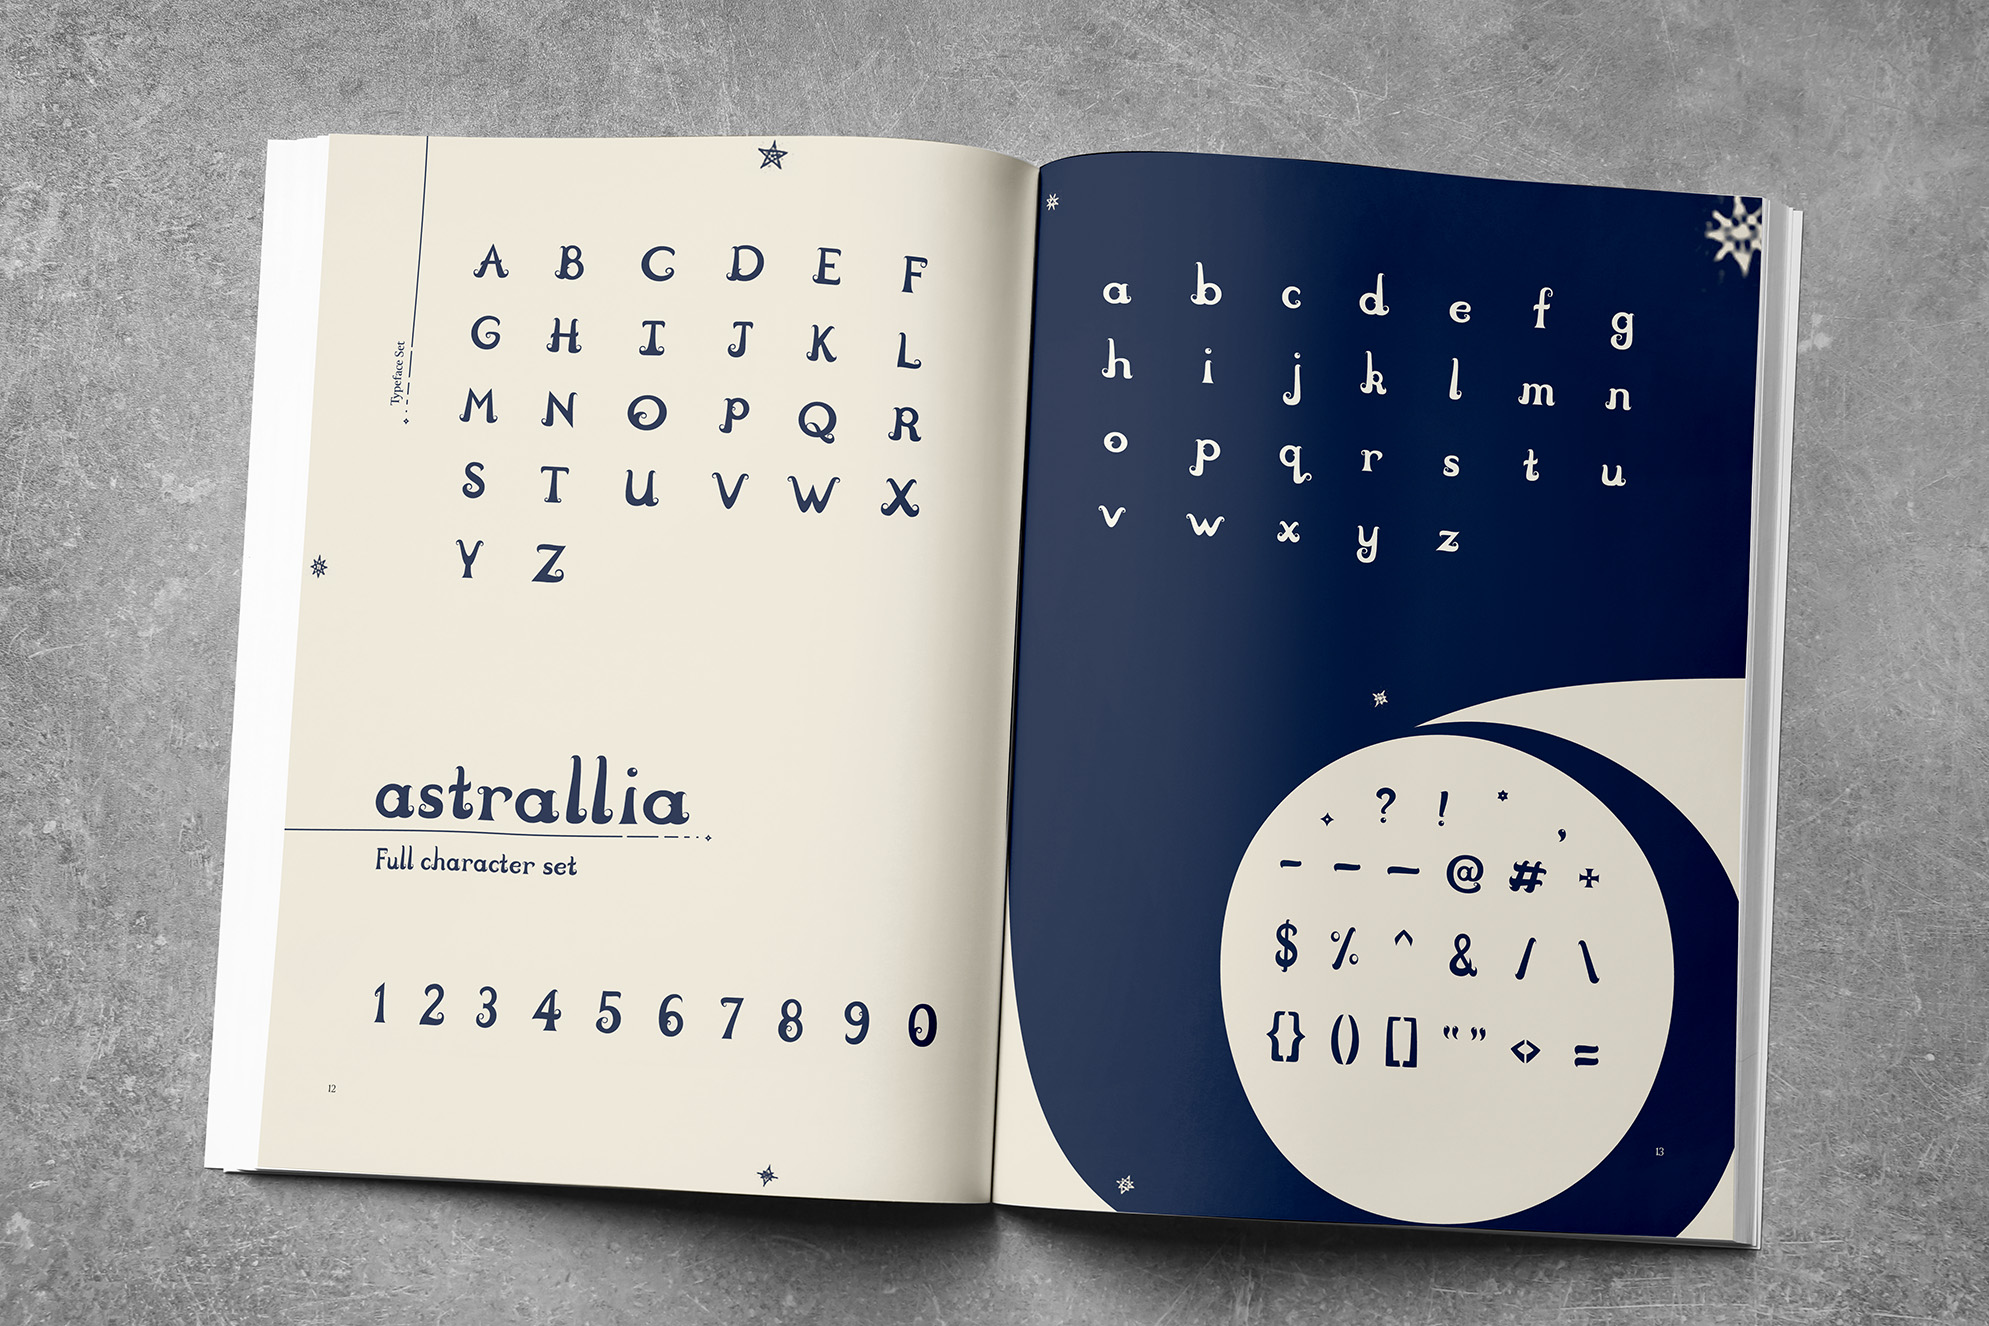 Typeface Set
A B C D E F
G H I J K L
M N O P Q R
S T U V W X
Y Z
astrallia
Full character set
1 2 3 4 5 6 7 8 9 0
12
a b c d e f g
h i j k l m n
o p q r s t u
v w x y z
. ? ! * ,
- – — @ # +
$ % ^ & / \
{} () [] “” <> =
13